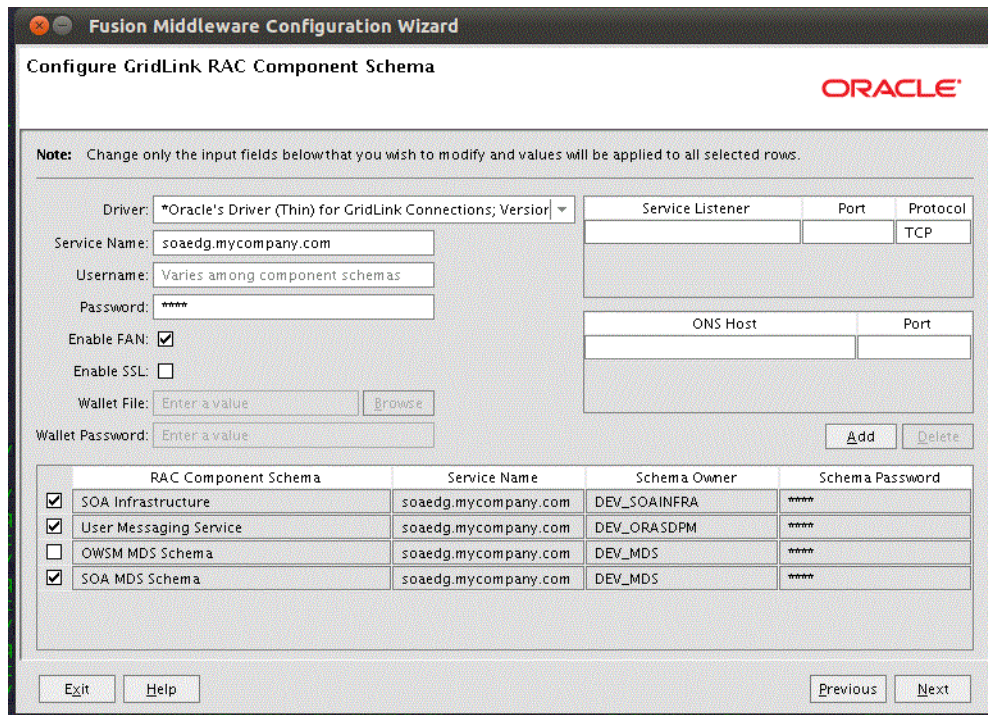 Fusion Middleware Configuration Wizard
Configure GridLink RAC Component Schema
ORACLE
Note: Change only the input fields below that you wish to modify and values will be applied to all selected rows.
Driver: *Oracle's Driver (Thin) for GridLink Connections; Version
Service Name: soaedg.mycompany.com
Username: Varies among component schemas
Password: ****
Enable FAN:
Enable SSL:
Wallet File: Enter a value Browse
Wallet Password: Enter a value
Service Listener Port Protocol
TCP
ONS Host Port
Add Delete
RAC Component Schema Service Name Schema Owner Schema Password
SOA Infrastructure soaedg.mycompany.com DEV_SOAINFRA ****
User Messaging Service soaedg.mycompany.com DEV_ORASDPM ****
OWSM MDS Schema soaedg.mycompany.com DEV_MDS ****
SOA MDS Schema soaedg.mycompany.com DEV_MDS ****
Exit Help Previous Next